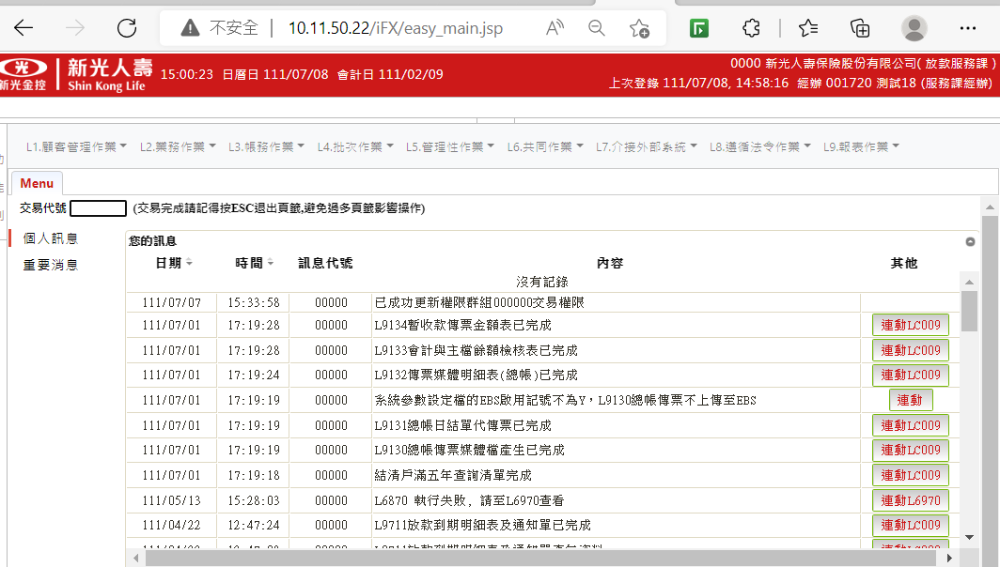 不安全 | 10.11.50.22/iFX/easy_main.jsp
新光金控 新光人壽 Shin Kong Life
15:00:23 日曆日 111/07/08 會計日 111/02/09
0000 新光人壽保險股份有限公司( 放款服務課 )
上次登錄 111/07/08, 14:58:16 經辦 001720 測試18 (服務課經辦)
L1.顧客管理作業 L2.業務作業 L3.帳務作業 L4.批次作業 L5.管理性作業 L6.共同作業 L7.介接外部系統 L8.遵循法令作業 L9.報表作業
Menu
交易代號 (交易完成請記得按ESC退出頁籤,避免過多頁籤影響操作)
個人訊息
重要消息
您的訊息
日期 時間 訊息代號 內容 其他
沒有記錄
111/07/07 15:33:58 00000 已成功更新權限群組000000交易權限
111/07/01 17:19:28 00000 L9134暫收款傳票金額表已完成 連動LC009
111/07/01 17:19:28 00000 L9133會計與主檔餘額檢核表已完成 連動LC009
111/07/01 17:19:24 00000 L9132傳票媒體明細表(總帳)已完成 連動LC009
111/07/01 17:19:19 00000 系統參數設定檔的EBS啟用記號不為Y，L9130總帳傳票不上傳至EBS 連動
111/07/01 17:19:19 00000 L9131總帳日結單代傳票已完成 連動LC009
111/07/01 17:19:19 00000 L9130總帳傳票媒體檔產生已完成 連動LC009
111/07/01 17:19:18 00000 結清戶滿五年查詢清單完成 連動LC009
111/05/13 15:28:03 00000 L6870 執行失敗, 請至L6970查看 連動L6970
111/04/22 12:47:24 00000 L9711放款到期明細表及通知單已完成 連動LC009